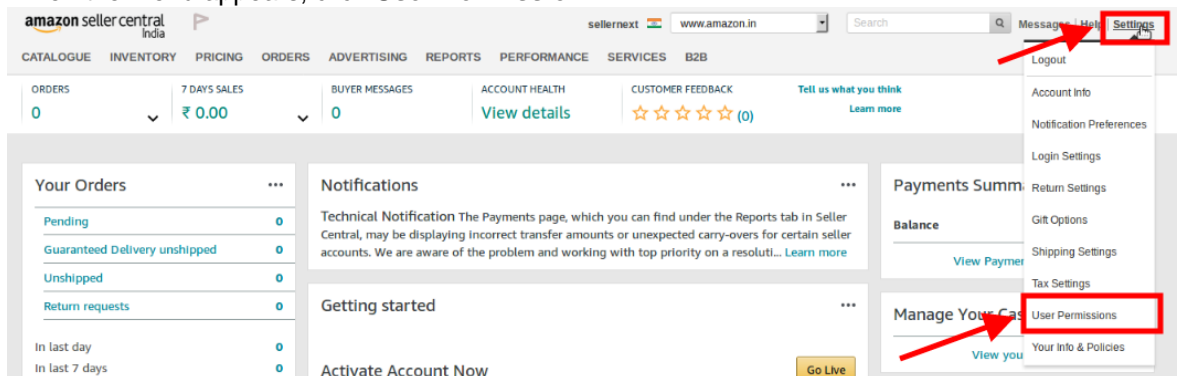 amazon seller central
India
sellernext www.amazon.in Search Messages Help Settings
CATALOGUE INVENTORY PRICING ORDERS ADVERTISING REPORTS PERFORMANCE SERVICES B2B
Logout
ORDERS 7 DAYS SALES BUYER MESSAGES ACCOUNT HEALTH CUSTOMER FEEDBACK Tell us what you think
Account Info
0 ₹ 0.00 0 View details (0) Learn more
Notification Preferences
Login Settings
Your Orders ... Notifications ... Payments Summ
Return Settings
Pending 0 Technical Notification The Payments page, which you can find under the Reports tab in Seller
Balance
Gift Options
Guaranteed Delivery unshipped 0 Central, may be displaying incorrect transfer amounts or unexpected carry-overs for certain seller
accounts. We are aware of the problem and working with top priority on a resoluti... Learn more
View Paymen
Shipping Settings
Unshipped 0
Tax Settings
Return requests 0 Getting started ... Manage Your Cas
User Permissions
In last day 0
View you
Your Info & Policies
In last 7 days 0 Activate Account Now Go Live